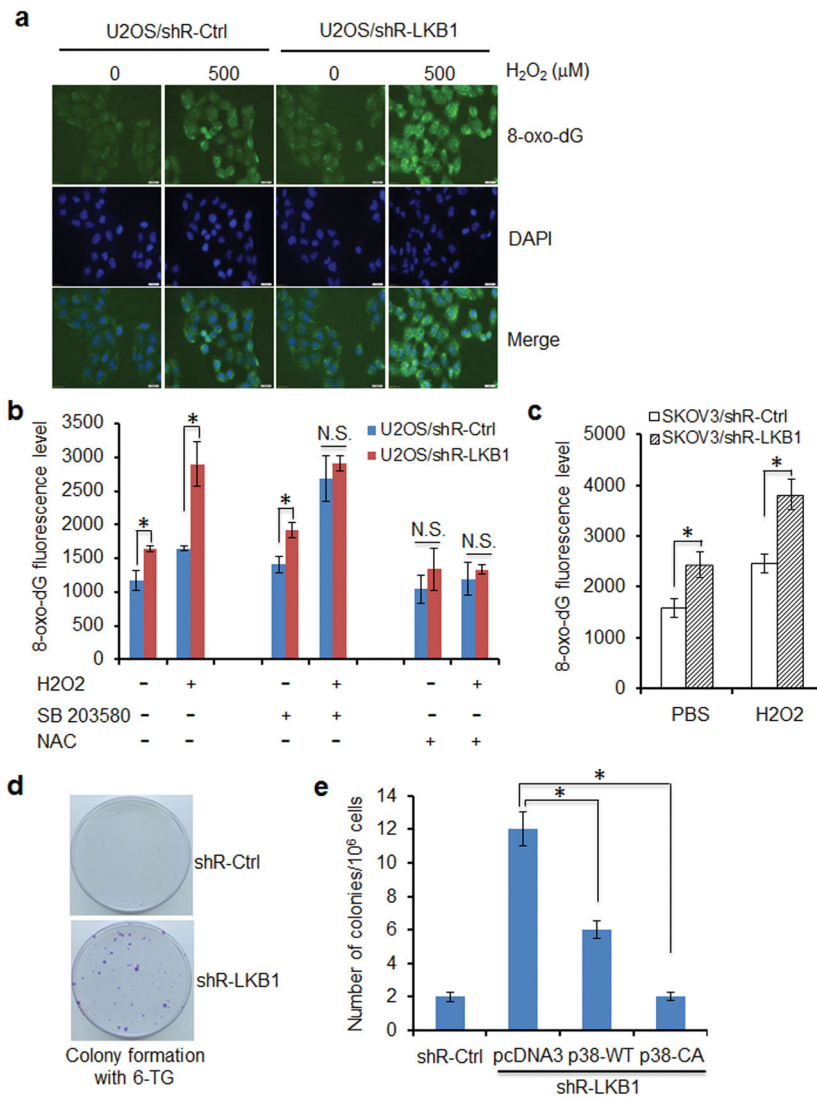 a
U2OS/shR-Ctrl U2OS/shR-LKB1
0 500 0 500 H₂O₂ (μM)
8-oxo-dG
DAPI
Merge
b
8-oxo-dG fluorescence level
3500
3000
2500
2000
1500
1000
500
0
* * * N.S. N.S. N.S.
U2OS/shR-Ctrl
U2OS/shR-LKB1
H2O2 - + - + - +
SB 203580 - - + + - -
NAC - - - - + +
c
SKOV3/shR-Ctrl
SKOV3/shR-LKB1
8-oxo-dG fluorescence level
5000
4000
3000
2000
1000
0
* *
PBS H2O2
d
shR-Ctrl
shR-LKB1
Colony formation
with 6-TG
e
Number of colonies/10⁶ cells
14
12
10
8
6
4
2
0
* *
shR-Ctrl pcDNA3 p38-WT p38-CA
shR-LKB1